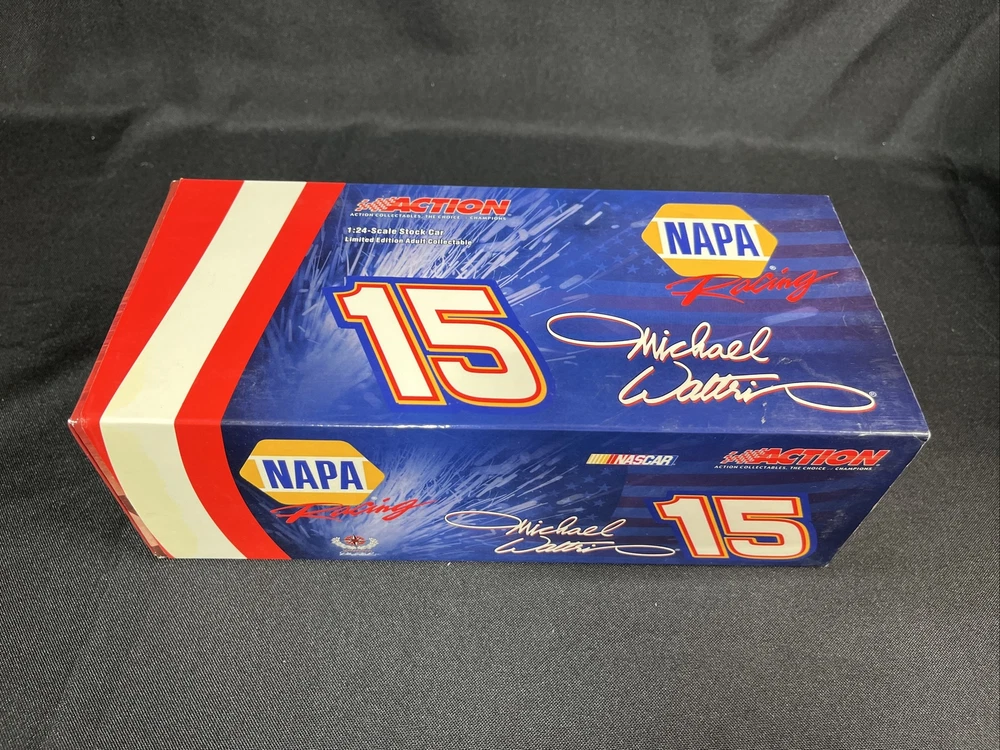 ACTION
ACTION COLLECTABLES, THE CHOICE OF CHAMPIONS
1:24-Scale Stock Car
Limited Edition Adult Collectable
NAPA
Racing
15
Michael
Waltrip
NAPA
Racing
NASCAR
ACTION
ACTION COLLECTABLES, THE CHOICE OF CHAMPIONS
Michael
Waltrip
15